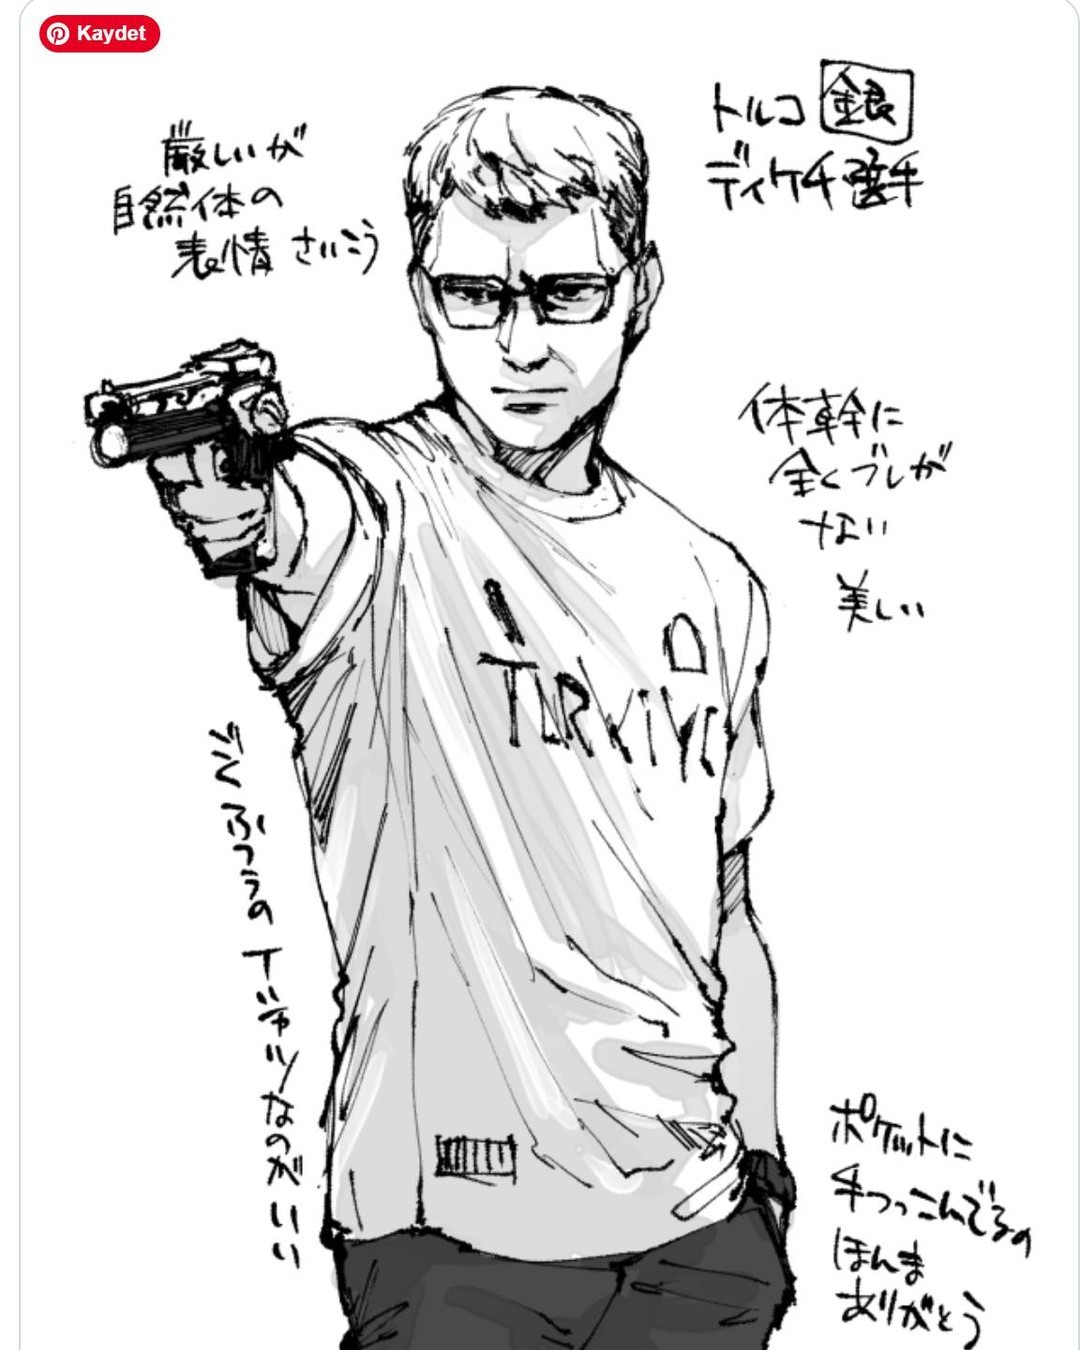 Kaydet
トルコ 銀
ディケチ選手
厳しいが
自然体の
表情 さいこう
体幹に
全くブレが
ない
美しい
TURKIYE
ごくふつうのTシャツなのがいい
ポケットに
手つっこんでるの
ほんま
ありがとう